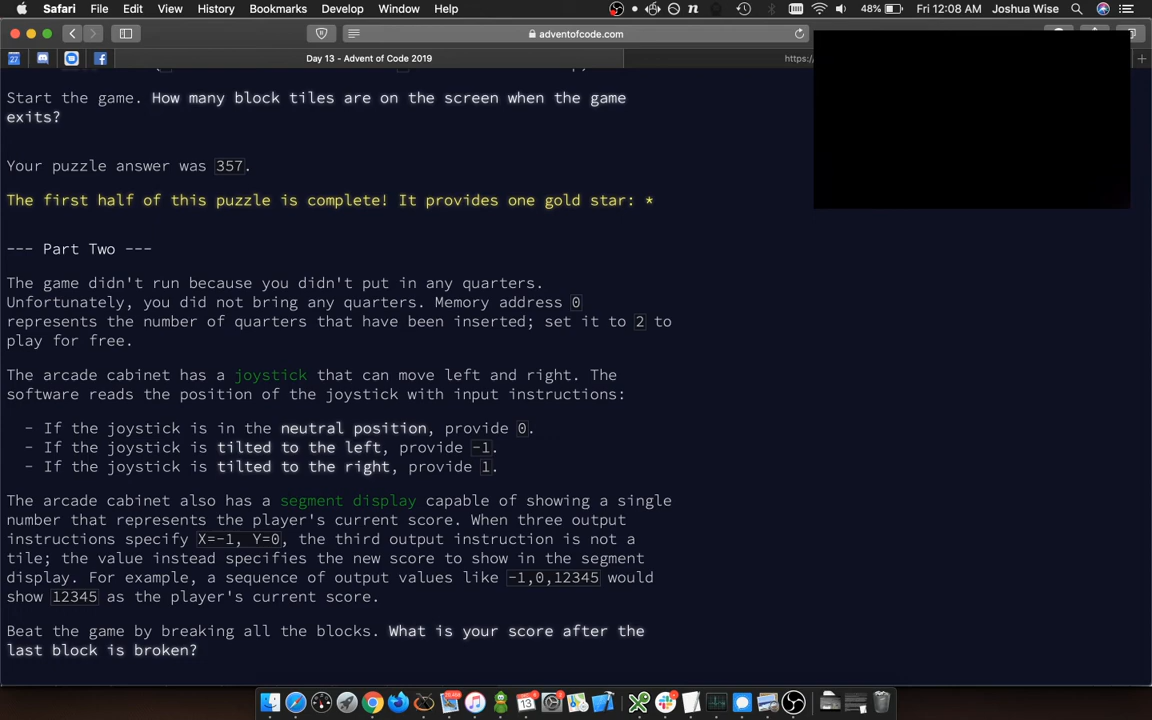 Safari File Edit View History Bookmarks Develop Window Help 48% Fri 12:08 AM Joshua Wise
adventofcode.com
27 Day 13 - Advent of Code 2019 https:/
Start the game. How many block tiles are on the screen when the game
exits?
Your puzzle answer was 357.
The first half of this puzzle is complete! It provides one gold star: *
--- Part Two ---
The game didn't run because you didn't put in any quarters.
Unfortunately, you did not bring any quarters. Memory address 0
represents the number of quarters that have been inserted; set it to 2 to
play for free.
The arcade cabinet has a joystick that can move left and right. The
software reads the position of the joystick with input instructions:
- If the joystick is in the neutral position, provide 0.
- If the joystick is tilted to the left, provide -1.
- If the joystick is tilted to the right, provide 1.
The arcade cabinet also has a segment display capable of showing a single
number that represents the player's current score. When three output
instructions specify X=-1, Y=0, the third output instruction is not a
tile; the value instead specifies the new score to show in the segment
display. For example, a sequence of output values like -1,0,12345 would
show 12345 as the player's current score.
Beat the game by breaking all the blocks. What is your score after the
last block is broken?